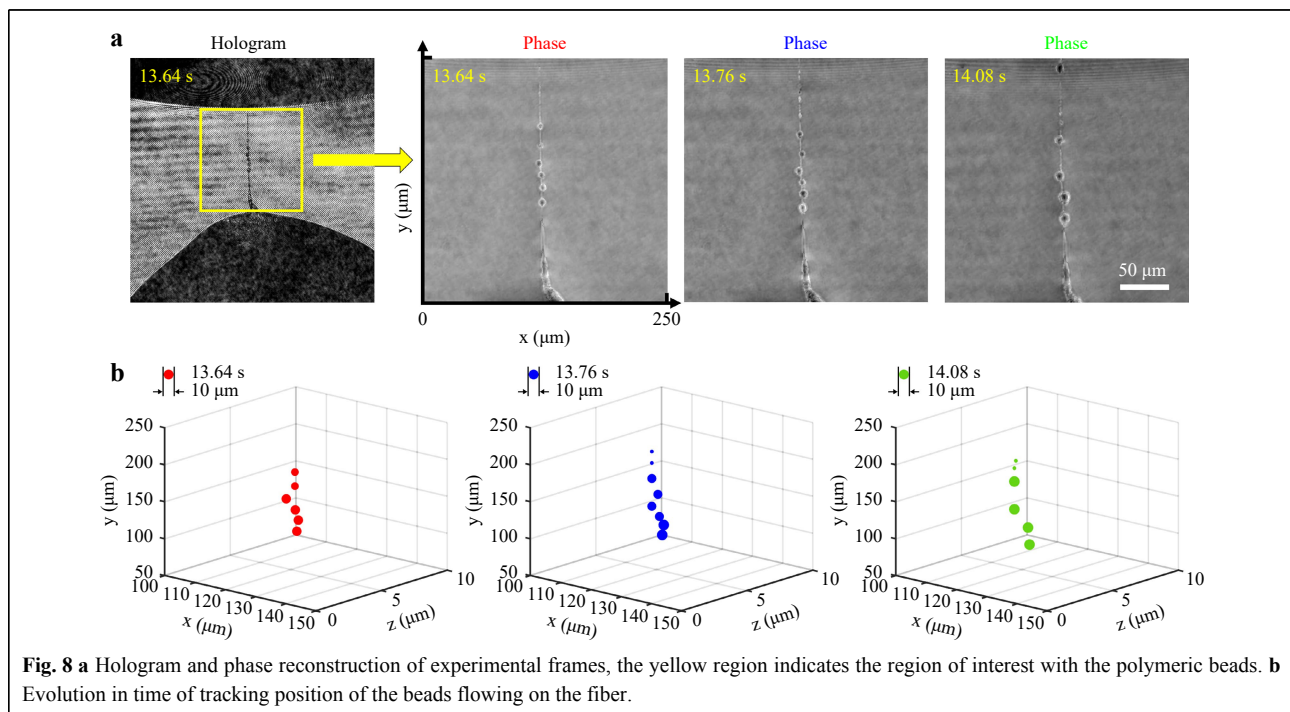 a
Hologram
Phase
Phase
Phase
13.64 s
13.64 s
13.76 s
14.08 s
y (μm)
50 μm
0
250
x (μm)
b
13.64 s
10 μm
13.76 s
10 μm
14.08 s
10 μm
250
200
150
100
50
y (μm)
100
110
120
130
140
150
x (μm)
0
5
10
z (μm)
250
200
150
100
50
y (μm)
100
110
120
130
140
150
x (μm)
0
5
10
z (μm)
250
200
150
100
50
y (μm)
100
110
120
130
140
150
x (μm)
0
5
10
z (μm)
Fig. 8 a Hologram and phase reconstruction of experimental frames, the yellow region indicates the region of interest with the polymeric beads. b
Evolution in time of tracking position of the beads flowing on the fiber.